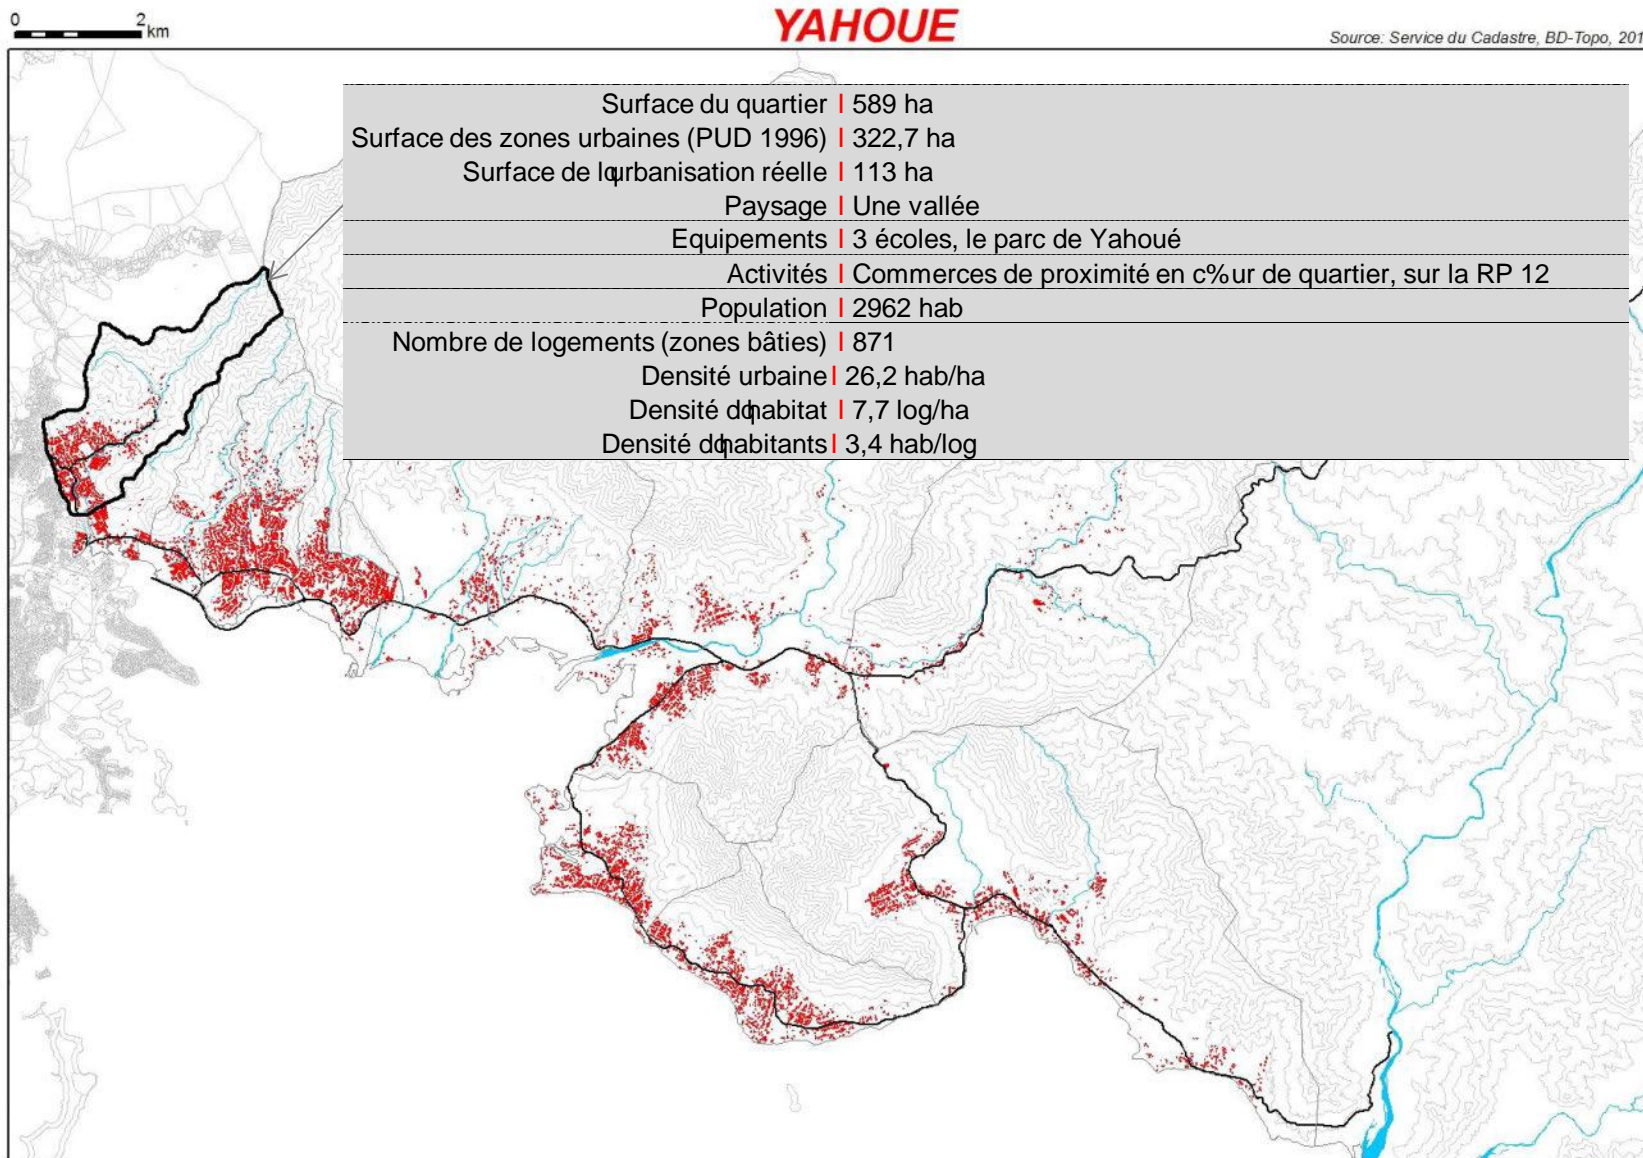 0 2 km
YAHOUE
Source: Service du Cadastre, BD-Topo, 201
Surface du quartier | 589 ha
Surface des zones urbaines (PUD 1996) | 322,7 ha
Surface de lqurbanisation réelle | 113 ha
Paysage | Une vallée
Equipements | 3 écoles, le parc de Yahoué
Activités | Commerces de proximité en c%ur de quartier, sur la RP 12
Population | 2962 hab
Nombre de logements (zones bâties) | 871
Densité urbaine | 26,2 hab/ha
Densité dqhabitat | 7,7 log/ha
Densité dqhabitants | 3,4 hab/log